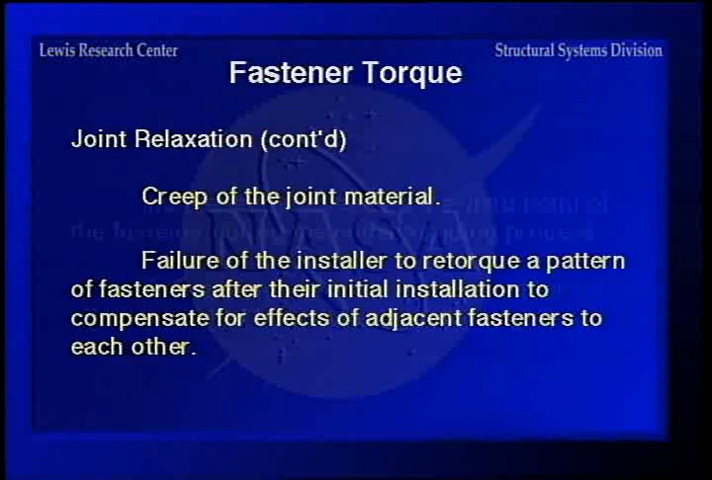 Lewis Research Center
Structural Systems Division
Fastener Torque
Joint Relaxation (cont'd)
Creep of the joint material.
Failure of the installer to retorque a pattern
of fasteners after their initial installation to
compensate for effects of adjacent fasteners to
each other.
NASA